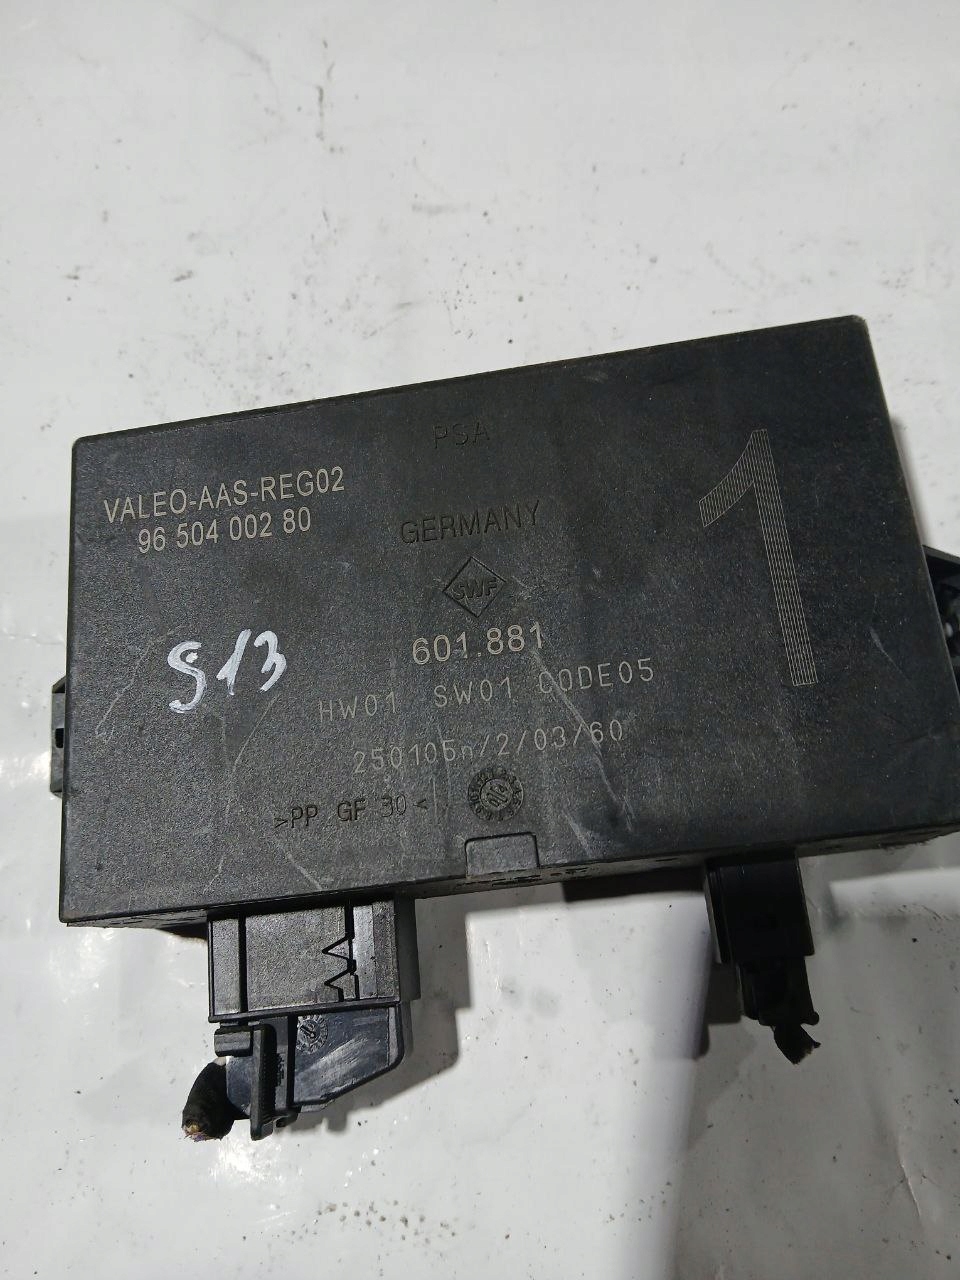 PSA
VALEO-AAS-REG02
96 504 002 80
GERMANY
SWF
601.881
1
S13
HW01 SW01 CODE05
250105n/2/03/60
>PP GF 30<